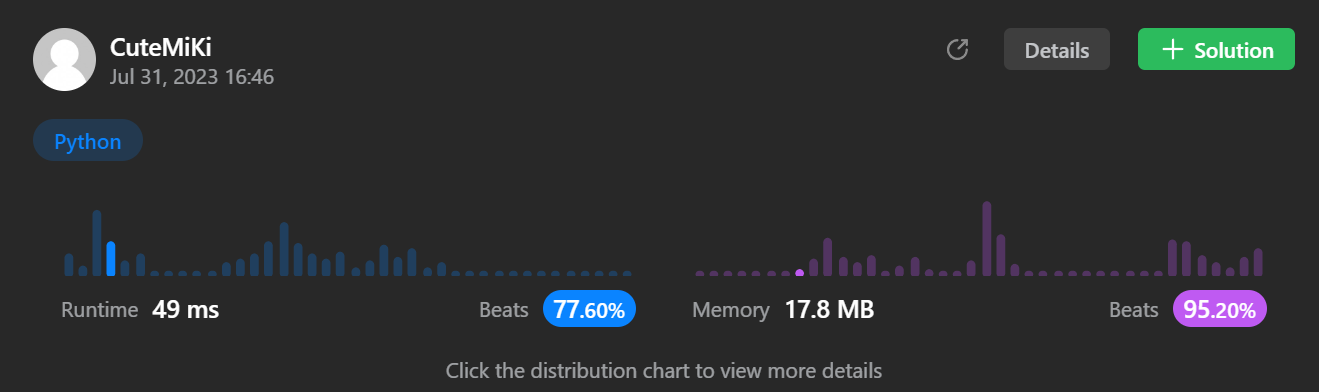 CuteMiKi
Jul 31, 2023 16:46
Details
Solution
Python
Runtime 49 ms
Beats 77.60%
Memory 17.8 MB
Beats 95.20%
Click the distribution chart to view more details